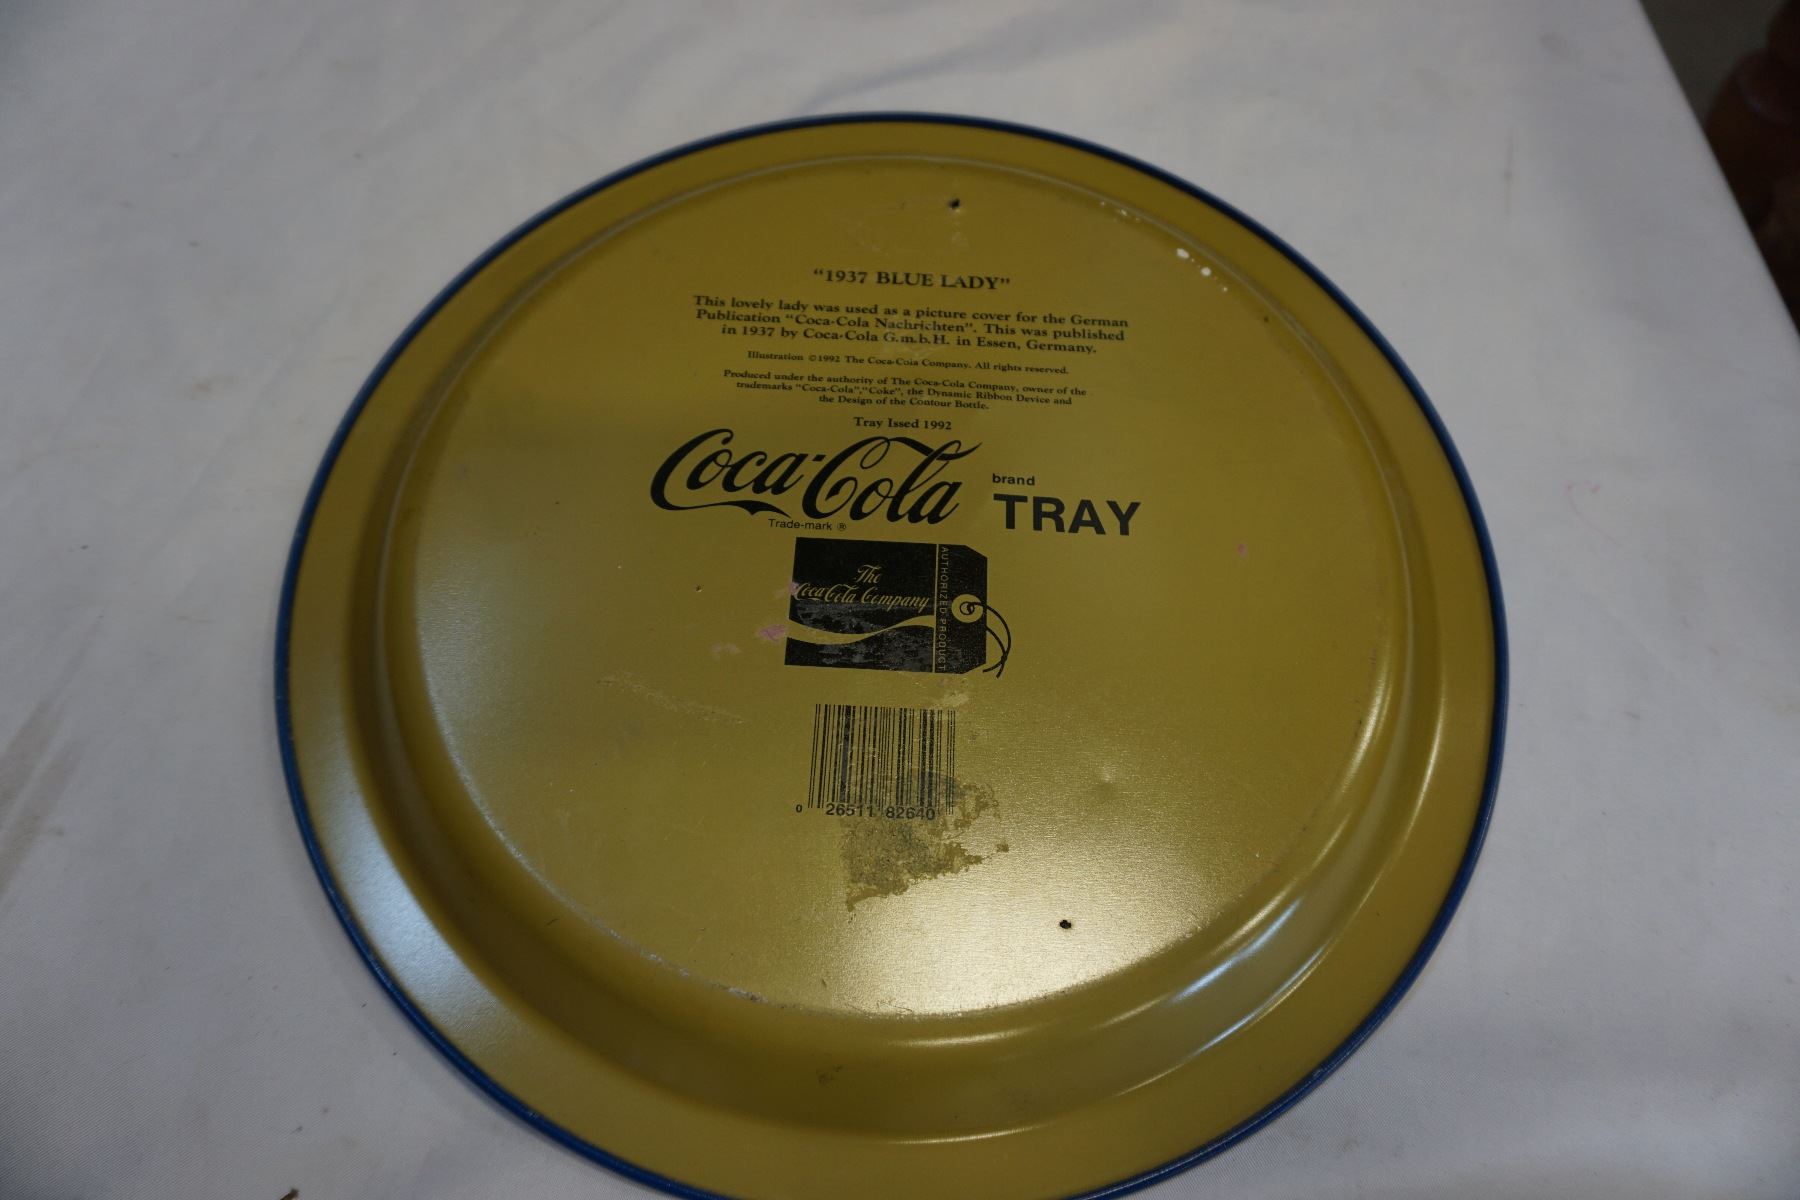 “1937 BLUE LADY”
This lovely lady was used as a picture cover for the German
Publication “Coca-Cola Nachrichten”. This was published
in 1937 by Coca-Cola G.m.b.H. in Essen, Germany.
Illustration ©1992 The Coca-Cola Company. All rights reserved.
Produced under the authority of The Coca-Cola Company, owner of the
trademarks “Coca-Cola”,“Coke”, the Dynamic Ribbon Device and
the Design of the Contour Bottle.
Tray Issed 1992
Coca-Cola brand TRAY
Trade-mark ®
The
Coca-Cola Company
AUTHORIZED PRODUCT
0 26511 82640